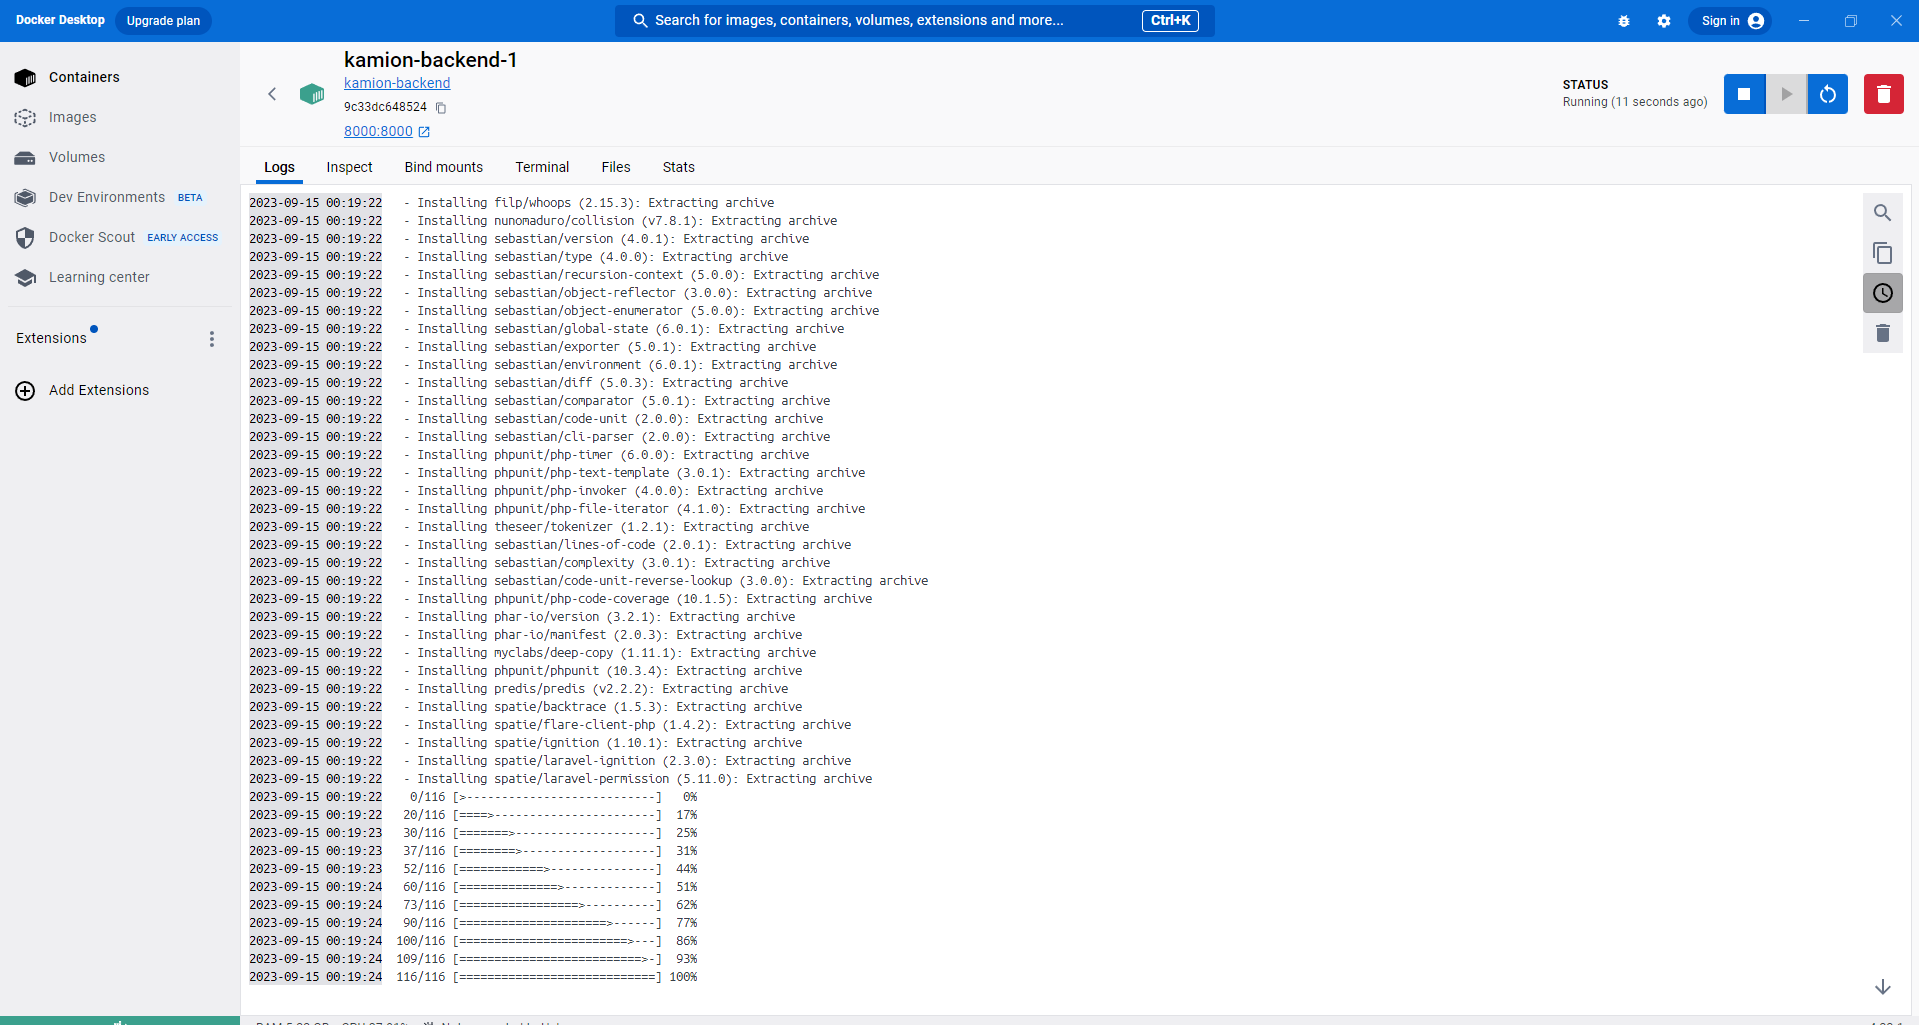 Docker Desktop Upgrade plan Search for images, containers, volumes, extensions and more... Ctrl+K Sign in
Containers
Images
Volumes
Dev Environments BETA
Docker Scout EARLY ACCESS
Learning center
Extensions
Add Extensions
kamion-backend-1
kamion-backend
9c33dc648524
8000:8000
STATUS
Running (11 seconds ago)
Logs Inspect Bind mounts Terminal Files Stats
2023-09-15 00:19:22 - Installing filp/whoops (2.15.3): Extracting archive
2023-09-15 00:19:22 - Installing nunomaduro/collision (v7.8.1): Extracting archive
2023-09-15 00:19:22 - Installing sebastian/version (4.0.1): Extracting archive
2023-09-15 00:19:22 - Installing sebastian/type (4.0.0): Extracting archive
2023-09-15 00:19:22 - Installing sebastian/recursion-context (5.0.0): Extracting archive
2023-09-15 00:19:22 - Installing sebastian/object-reflector (3.0.0): Extracting archive
2023-09-15 00:19:22 - Installing sebastian/object-enumerator (5.0.0): Extracting archive
2023-09-15 00:19:22 - Installing sebastian/global-state (6.0.1): Extracting archive
2023-09-15 00:19:22 - Installing sebastian/exporter (5.0.1): Extracting archive
2023-09-15 00:19:22 - Installing sebastian/environment (6.0.1): Extracting archive
2023-09-15 00:19:22 - Installing sebastian/diff (5.0.3): Extracting archive
2023-09-15 00:19:22 - Installing sebastian/comparator (5.0.1): Extracting archive
2023-09-15 00:19:22 - Installing sebastian/code-unit (2.0.0): Extracting archive
2023-09-15 00:19:22 - Installing sebastian/cli-parser (2.0.0): Extracting archive
2023-09-15 00:19:22 - Installing phpunit/php-timer (6.0.0): Extracting archive
2023-09-15 00:19:22 - Installing phpunit/php-text-template (3.0.1): Extracting archive
2023-09-15 00:19:22 - Installing phpunit/php-invoker (4.0.0): Extracting archive
2023-09-15 00:19:22 - Installing phpunit/php-file-iterator (4.1.0): Extracting archive
2023-09-15 00:19:22 - Installing theseer/tokenizer (1.2.1): Extracting archive
2023-09-15 00:19:22 - Installing sebastian/lines-of-code (2.0.1): Extracting archive
2023-09-15 00:19:22 - Installing sebastian/complexity (3.0.1): Extracting archive
2023-09-15 00:19:22 - Installing sebastian/code-unit-reverse-lookup (3.0.0): Extracting archive
2023-09-15 00:19:22 - Installing phpunit/php-code-coverage (10.1.5): Extracting archive
2023-09-15 00:19:22 - Installing phar-io/version (3.2.1): Extracting archive
2023-09-15 00:19:22 - Installing phar-io/manifest (2.0.3): Extracting archive
2023-09-15 00:19:22 - Installing myclabs/deep-copy (1.11.1): Extracting archive
2023-09-15 00:19:22 - Installing phpunit/phpunit (10.3.4): Extracting archive
2023-09-15 00:19:22 - Installing predis/predis (v2.2.2): Extracting archive
2023-09-15 00:19:22 - Installing spatie/backtrace (1.5.3): Extracting archive
2023-09-15 00:19:22 - Installing spatie/flare-client-php (1.4.2): Extracting archive
2023-09-15 00:19:22 - Installing spatie/ignition (1.10.1): Extracting archive
2023-09-15 00:19:22 - Installing spatie/laravel-ignition (2.3.0): Extracting archive
2023-09-15 00:19:22 - Installing spatie/laravel-permission (5.11.0): Extracting archive
2023-09-15 00:19:22 0/116 [>---------------------------] 0%
2023-09-15 00:19:22 20/116 [====>-----------------------] 17%
2023-09-15 00:19:23 30/116 [=======>--------------------] 25%
2023-09-15 00:19:23 37/116 [========>-------------------] 31%
2023-09-15 00:19:23 52/116 [============>---------------] 44%
2023-09-15 00:19:24 60/116 [==============>-------------] 51%
2023-09-15 00:19:24 73/116 [=================>----------] 62%
2023-09-15 00:19:24 90/116 [=====================>------] 77%
2023-09-15 00:19:24 100/116 [========================>---] 86%
2023-09-15 00:19:24 109/116 [==========================>-] 93%
2023-09-15 00:19:24 116/116 [============================] 100%